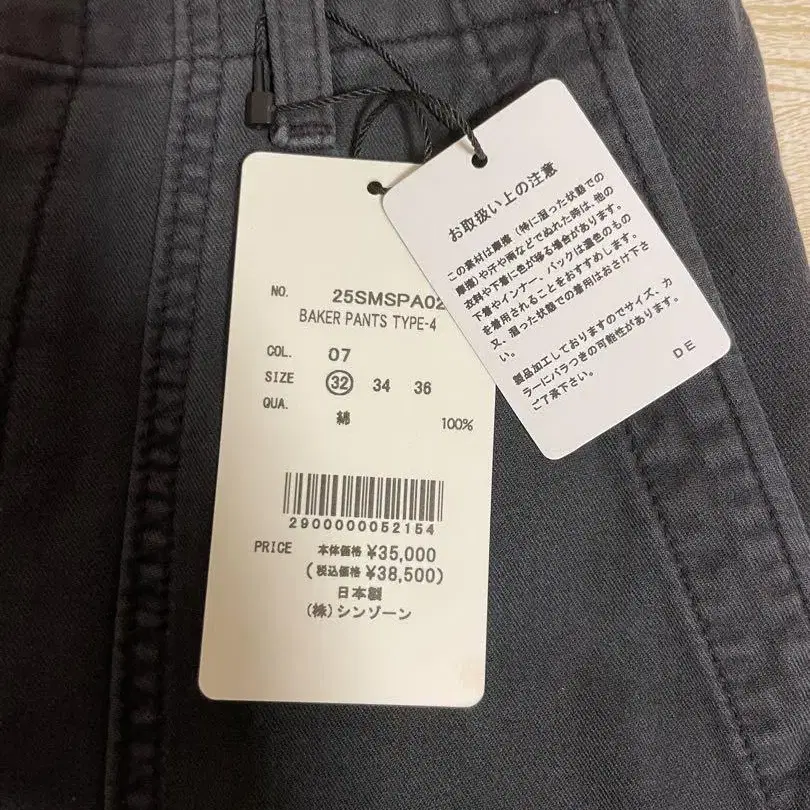 NO. 25SMSPA02
BAKER PANTS TYPE-4
COL. 07
SIZE 32 34 36
QUA.
綿 100%
2900000052154
PRICE 本体価格 ¥35,000
(税込価格 ¥38,500)
日本製
(株)シンゾーン
お取扱い上の注意
この素材は摩擦(特に湿った状態での
摩擦)や汗や雨などでぬれた時は、他の
衣料や下着に色が移る場合があります。
下着やインナー、バックは濃色のもの
を着用されることをおすすめします。
又、湿った状態での着用はおさけ下さ
い。
製品加工しておりますのでサイズ、カ
ラーにバラつきの可能性があります。
ご了承下さい。
DE